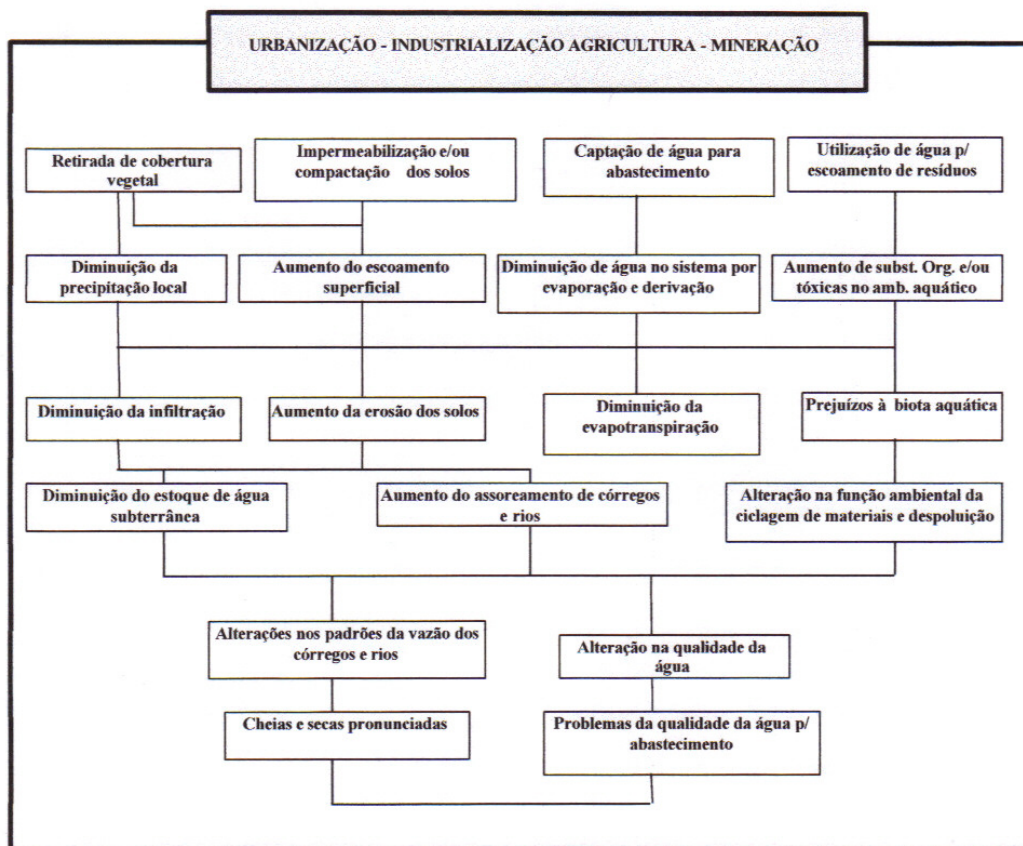 URBANIZAÇÃO - INDUSTRIALIZAÇÃO AGRICULTURA - MINERAÇÃO
Retirada de cobertura
vegetal
Impermeabilização e/ou
compactação dos solos
Captação de água para
abastecimento
Utilização de água p/
escoamento de resíduos
Diminuição da
precipitação local
Aumento do escoamento
superficial
Diminuição de água no sistema por
evaporação e derivação
Aumento de subst. Org. e/ou
tóxicas no amb. aquático
Diminuição da infiltração
Aumento da erosão dos solos
Diminuição da
evapotranspiração
Prejuízos à biota aquática
Diminuição do estoque de água
subterrânea
Aumento do assoreamento de córregos
e rios
Alteração na função ambiental da
ciclagem de materiais e despoluição
Alterações nos padrões da vazão dos
córregos e rios
Alteração na qualidade da
água
Cheias e secas pronunciadas
Problemas da qualidade da água p/
abastecimento